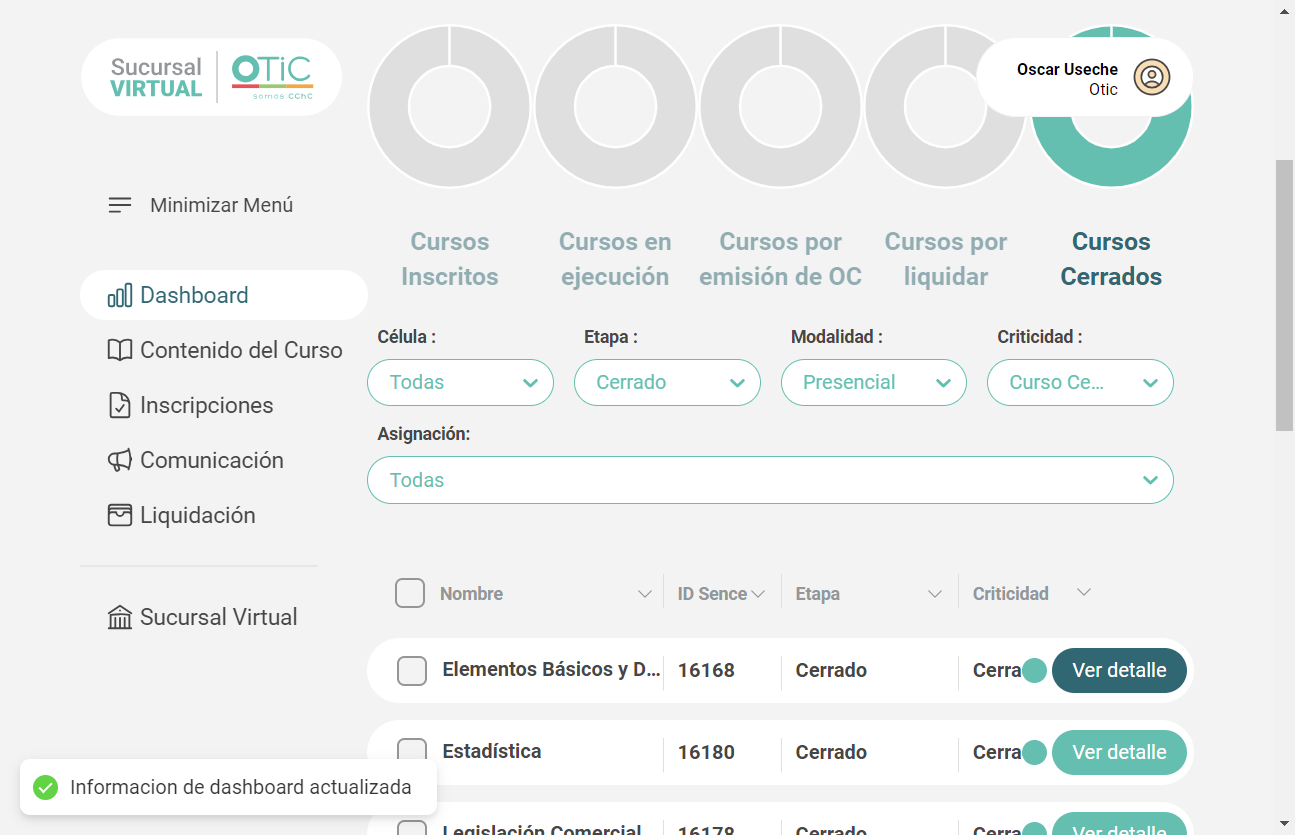 Sucursal
VIRTUAL
OTiC
somos CChC
Oscar Useche
Otic
Minimizar Menú
Dashboard
Contenido del Curso
Inscripciones
Comunicación
Liquidación
Sucursal Virtual
Cursos
Inscritos
Cursos en
ejecución
Cursos por
emisión de OC
Cursos por
liquidar
Cursos
Cerrados
Célula :
Etapa :
Modalidad :
Criticidad :
Todas
Cerrado
Presencial
Curso Ce...
Asignación:
Todas
Nombre
ID Sence
Etapa
Criticidad
Elementos Básicos y D...
16168
Cerrado
Cerra
Ver detalle
Estadística
16180
Cerrado
Cerra
Ver detalle
Legislación Comercial
16178
Cerrado
Cerra
Ver detalle
Informacion de dashboard actualizada